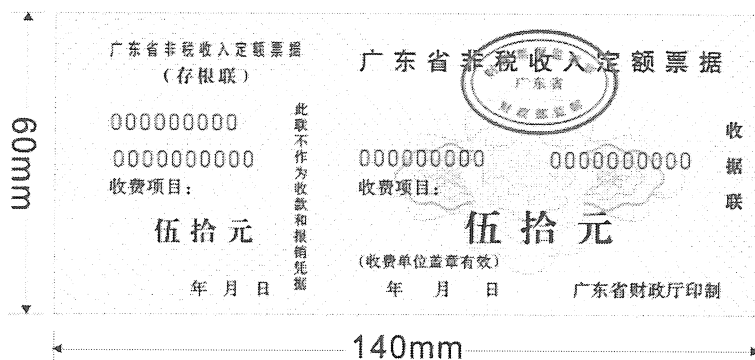 广东省非税收入定额票据
（存根联）
000000000
0000000000
收费项目：
伍拾元
年 月 日
此联不作为收款和报销凭据
广东省非税收入定额票据
广东省
财政部监制
000000000 0000000000
收费项目：
伍拾元
（收费单位盖章有效）
年 月 日 广东省财政厅印制
收据联
60mm
140mm